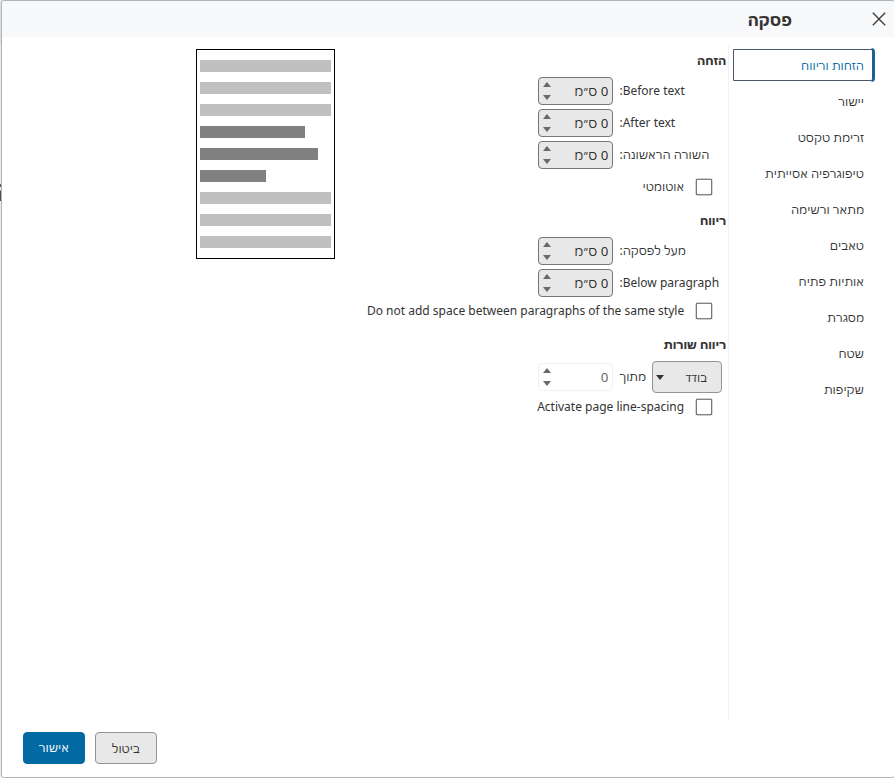 פסקה
הזחות וריווח
יישור
זרימת טקסט
טיפוגרפיה אסייתית
מתאר ורשימה
טאבים
אותיות פתיח
מסגרת
שטח
שקיפות
הזחה
Before text:
0 ס״מ
After text:
0 ס״מ
השורה הראשונה:
0 ס״מ
אוטומטי
ריווח
מעל לפסקה:
0 ס״מ
Below paragraph:
0 ס״מ
Do not add space between paragraphs of the same style
ריווח שורות
בודד מתוך 0
Activate page line-spacing
ביטול
אישור